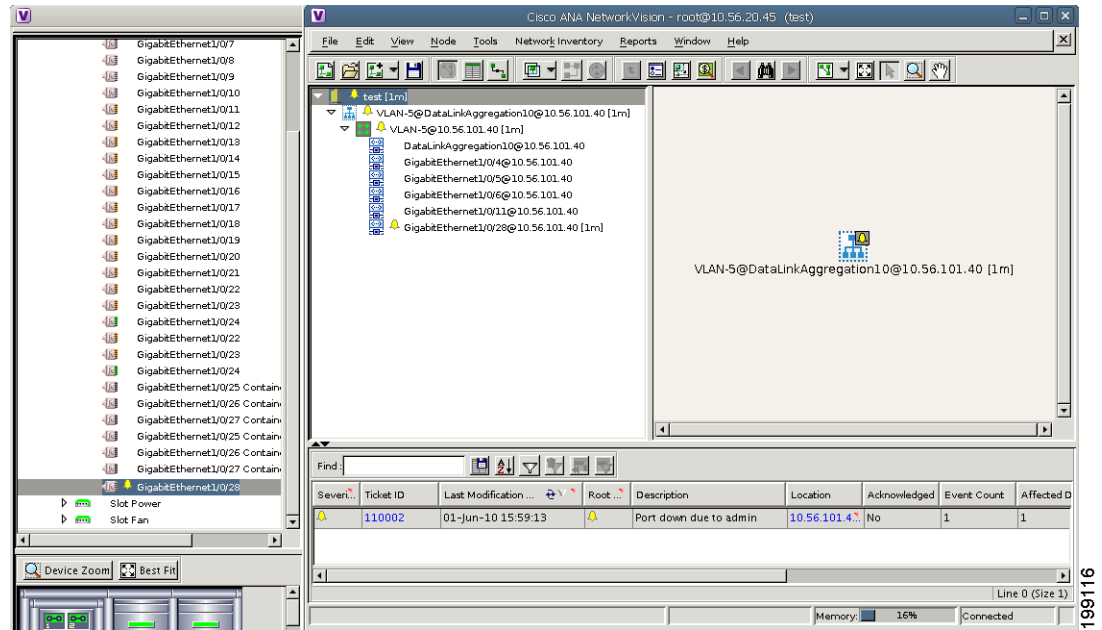 GigabitEthernet1/0/7
GigabitEthernet1/0/8
GigabitEthernet1/0/9
GigabitEthernet1/0/10
GigabitEthernet1/0/11
GigabitEthernet1/0/12
GigabitEthernet1/0/13
GigabitEthernet1/0/14
GigabitEthernet1/0/15
GigabitEthernet1/0/16
GigabitEthernet1/0/17
GigabitEthernet1/0/18
GigabitEthernet1/0/19
GigabitEthernet1/0/20
GigabitEthernet1/0/21
GigabitEthernet1/0/22
GigabitEthernet1/0/23
GigabitEthernet1/0/24
GigabitEthernet1/0/22
GigabitEthernet1/0/23
GigabitEthernet1/0/24
GigabitEthernet1/0/25 Contain
GigabitEthernet1/0/26 Contain
GigabitEthernet1/0/27 Contain
GigabitEthernet1/0/25 Contain
GigabitEthernet1/0/26 Contain
GigabitEthernet1/0/27 Contain
GigabitEthernet1/0/28
Slot Power
Slot Fan
Device Zoom Best Fit
Cisco ANA NetworkVision - root@10.56.20.45 (test)
File Edit View Node Tools Network Inventory Reports Window Help
test [1m]
VLAN-5@DataLinkAggregation10@10.56.101.40 [1m]
VLAN-5@10.56.101.40 [1m]
DataLinkAggregation10@10.56.101.40
GigabitEthernet1/0/4@10.56.101.40
GigabitEthernet1/0/5@10.56.101.40
GigabitEthernet1/0/6@10.56.101.40
GigabitEthernet1/0/11@10.56.101.40
GigabitEthernet1/0/28@10.56.101.40 [1m]
VLAN-5@DataLinkAggregation10@10.56.101.40 [1m]
Find:
Severi... Ticket ID Last Modification ... Root ... Description Location Acknowledged Event Count Affected D
110002 01-Jun-10 15:59:13 Port down due to admin 10.56.101.4... No 1 1
Line 0 (Size 1)
Memory: 16% Connected
199116